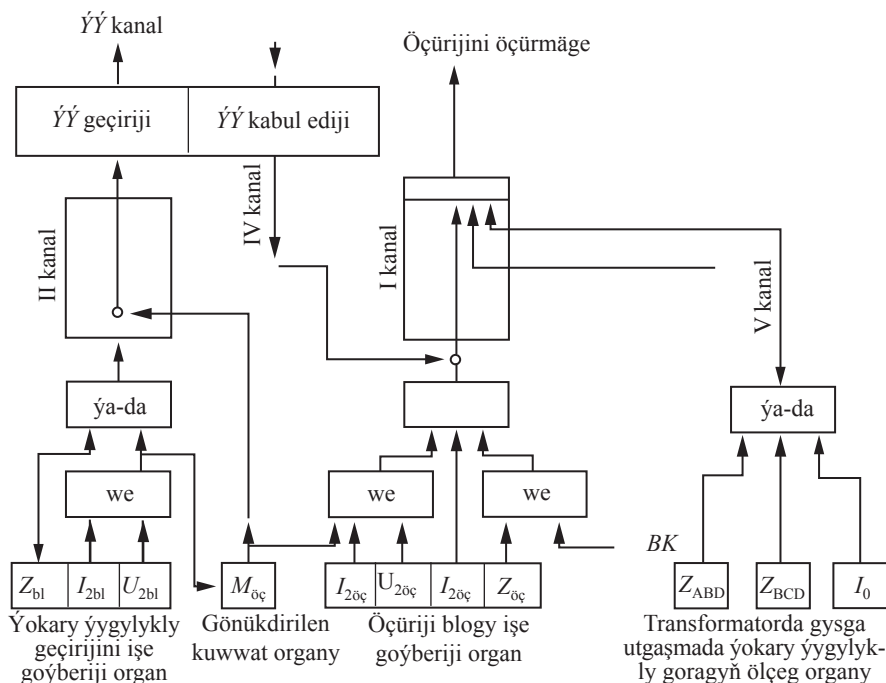 ÝÝ kanal
Öçürijini öçürmäge
ÝÝ geçiriji
ÝÝ kabul ediji
II kanal
IV kanal
I kanal
V kanal
ýa-da
ýa-da
we
we
we
BK
Z_bl
I_2bl
U_2bl
M_öç
I_2öç
U_2öç
I_2öç
Z_öç
Z_ABD
Z_BCD
I_0
Ýokary ýygylykly
geçirijini işe
goýberiji organ
Gönükdirilen
kuwwat organy
Öçüriji blogy işe
goýberiji organ
Transformatorda gysga
utgaşmada ýokary ýygylyk-
ly goragyň ölçeg organy